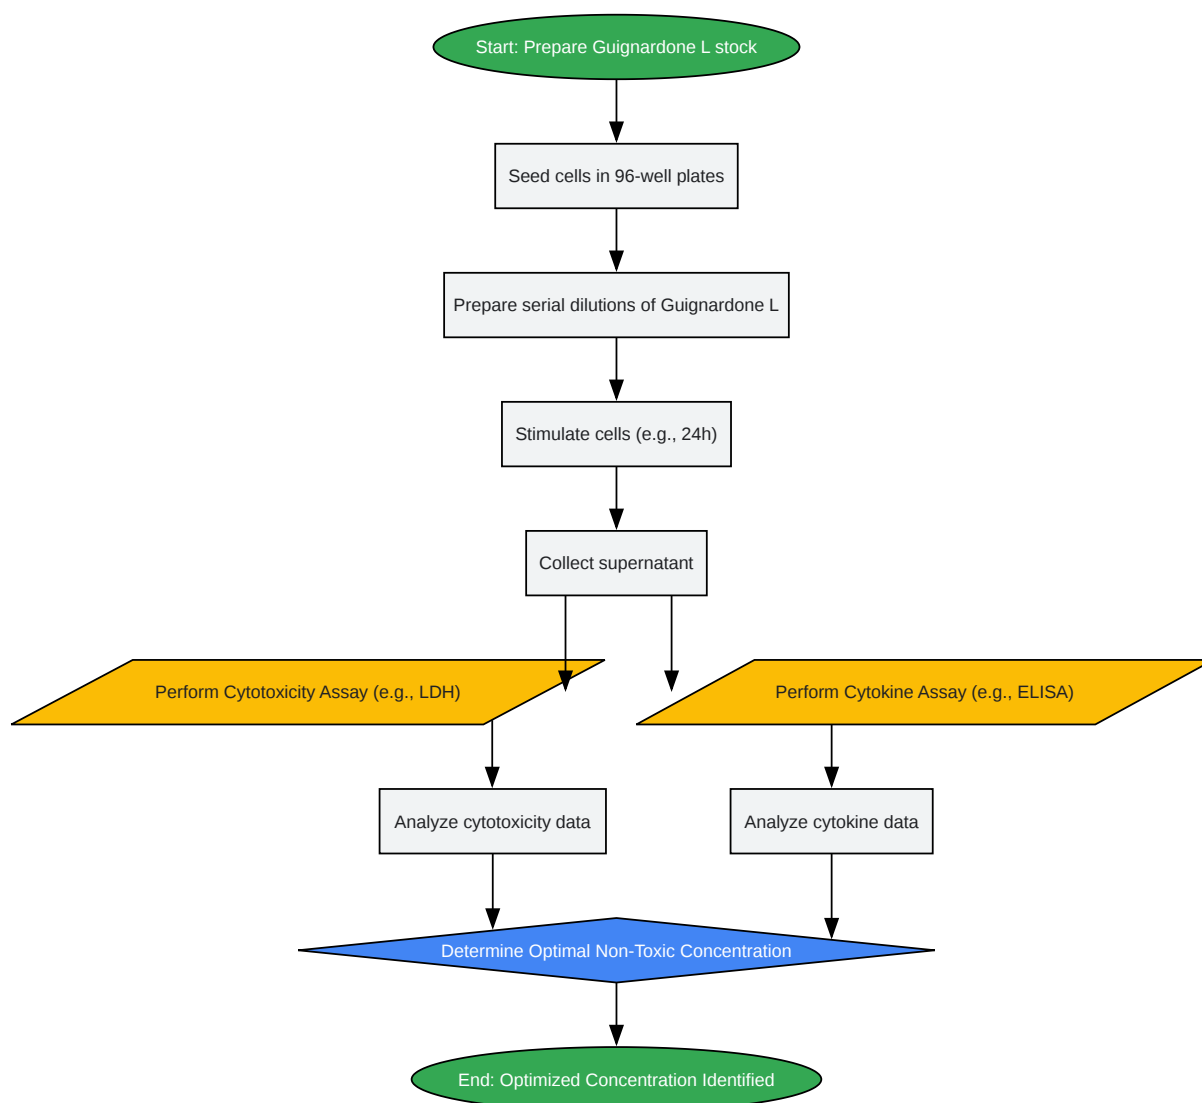 Start: Prepare Guignardone L stock
Seed cells in 96-well plates
Prepare serial dilutions of Guignardone L
Stimulate cells (e.g., 24h)
Collect supernatant
Perform Cytotoxicity Assay (e.g., LDH)
Perform Cytokine Assay (e.g., ELISA)
Analyze cytotoxicity data
Analyze cytokine data
Determine Optimal Non-Toxic Concentration
End: Optimized Concentration Identified